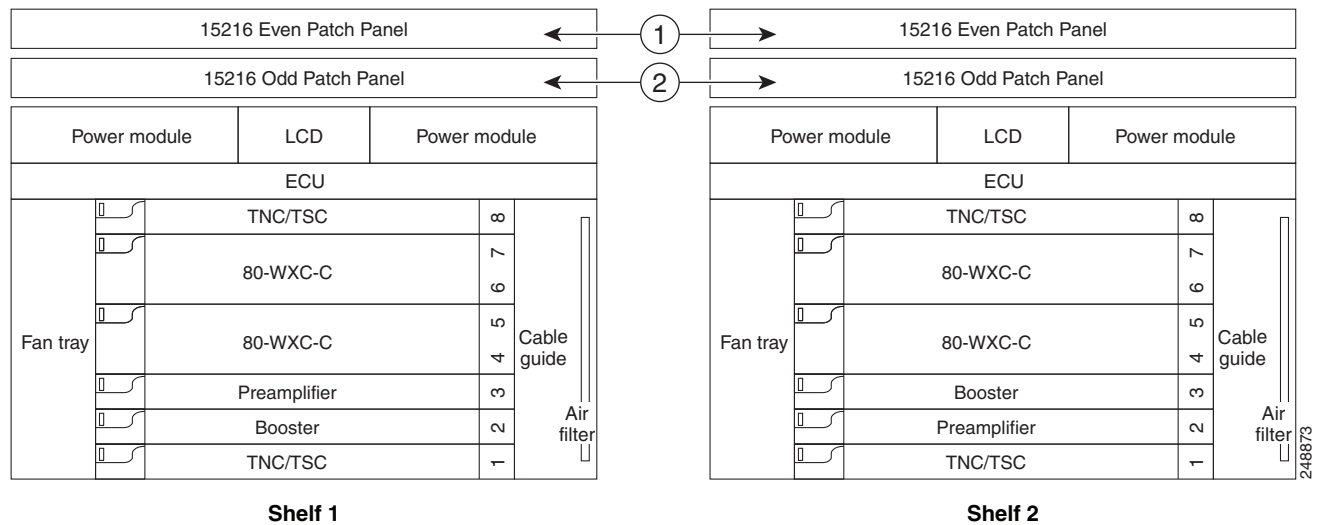 15216 Even Patch Panel
1
15216 Even Patch Panel
15216 Odd Patch Panel
2
15216 Odd Patch Panel
Power module
LCD
Power module
ECU
TNC/TSC
8
80-WXC-C
7
6
80-WXC-C
5
4
Preamplifier
3
Booster
2
TNC/TSC
1
Fan tray
Cable
guide
Air
filter
Power module
LCD
Power module
ECU
TNC/TSC
8
80-WXC-C
7
6
80-WXC-C
5
4
Booster
3
Preamplifier
2
TNC/TSC
1
Fan tray
Cable
guide
Air
filter
248873
Shelf 1
Shelf 2